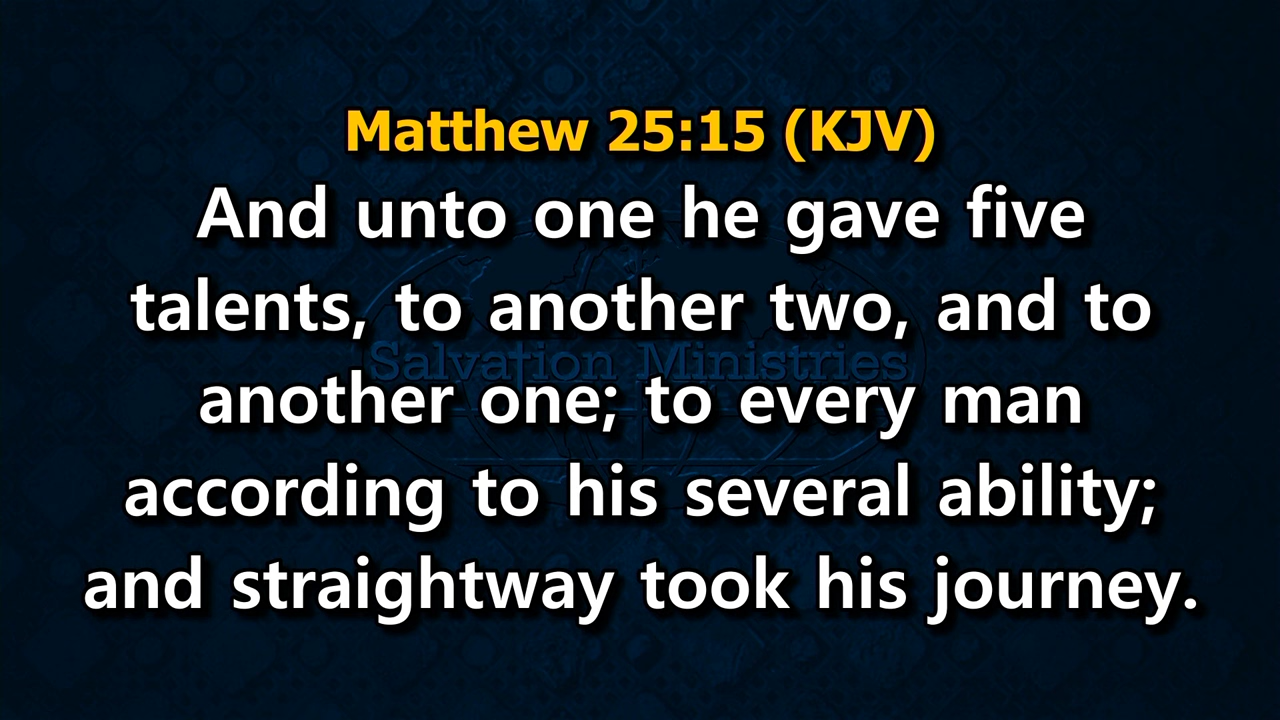 Matthew 25:15 (KJV)
And unto one he gave five
talents, to another two, and to
Salvation Ministries
another one; to every man
according to his several ability;
and straightway took his journey.